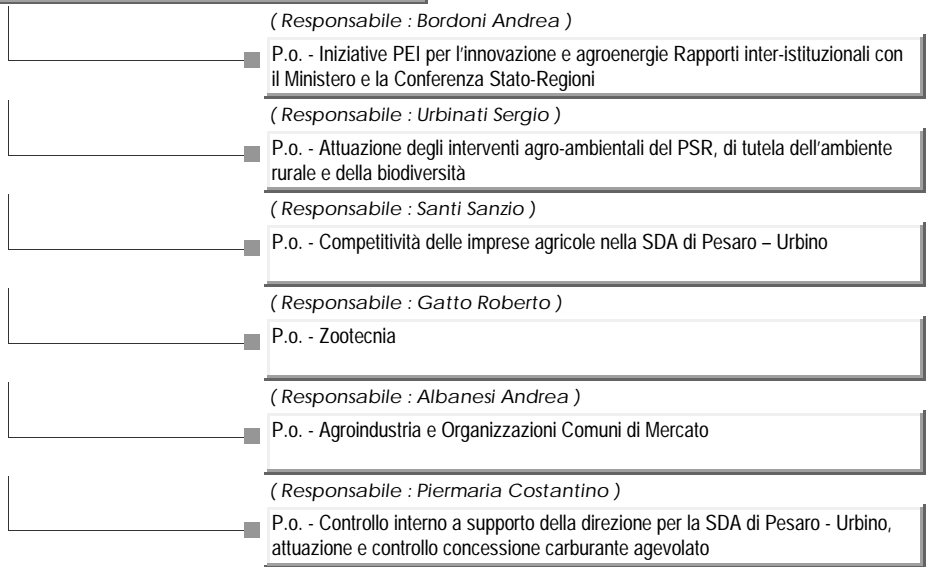 ( Responsabile : Bordoni Andrea )
P.o. - Iniziative PEI per l'innovazione e agroenergie Rapporti inter-istituzionali con
il Ministero e la Conferenza Stato-Regioni
( Responsabile : Urbinati Sergio )
P.o. - Attuazione degli interventi agro-ambientali del PSR, di tutela dell'ambiente
rurale e della biodiversità
( Responsabile : Santi Sanzio )
P.o. - Competitività delle imprese agricole nella SDA di Pesaro – Urbino
( Responsabile : Gatto Roberto )
P.o. - Zootecnia
( Responsabile : Albanesi Andrea )
P.o. - Agroindustria e Organizzazioni Comuni di Mercato
( Responsabile : Piermaria Costantino )
P.o. - Controllo interno a supporto della direzione per la SDA di Pesaro - Urbino,
attuazione e controllo concessione carburante agevolato